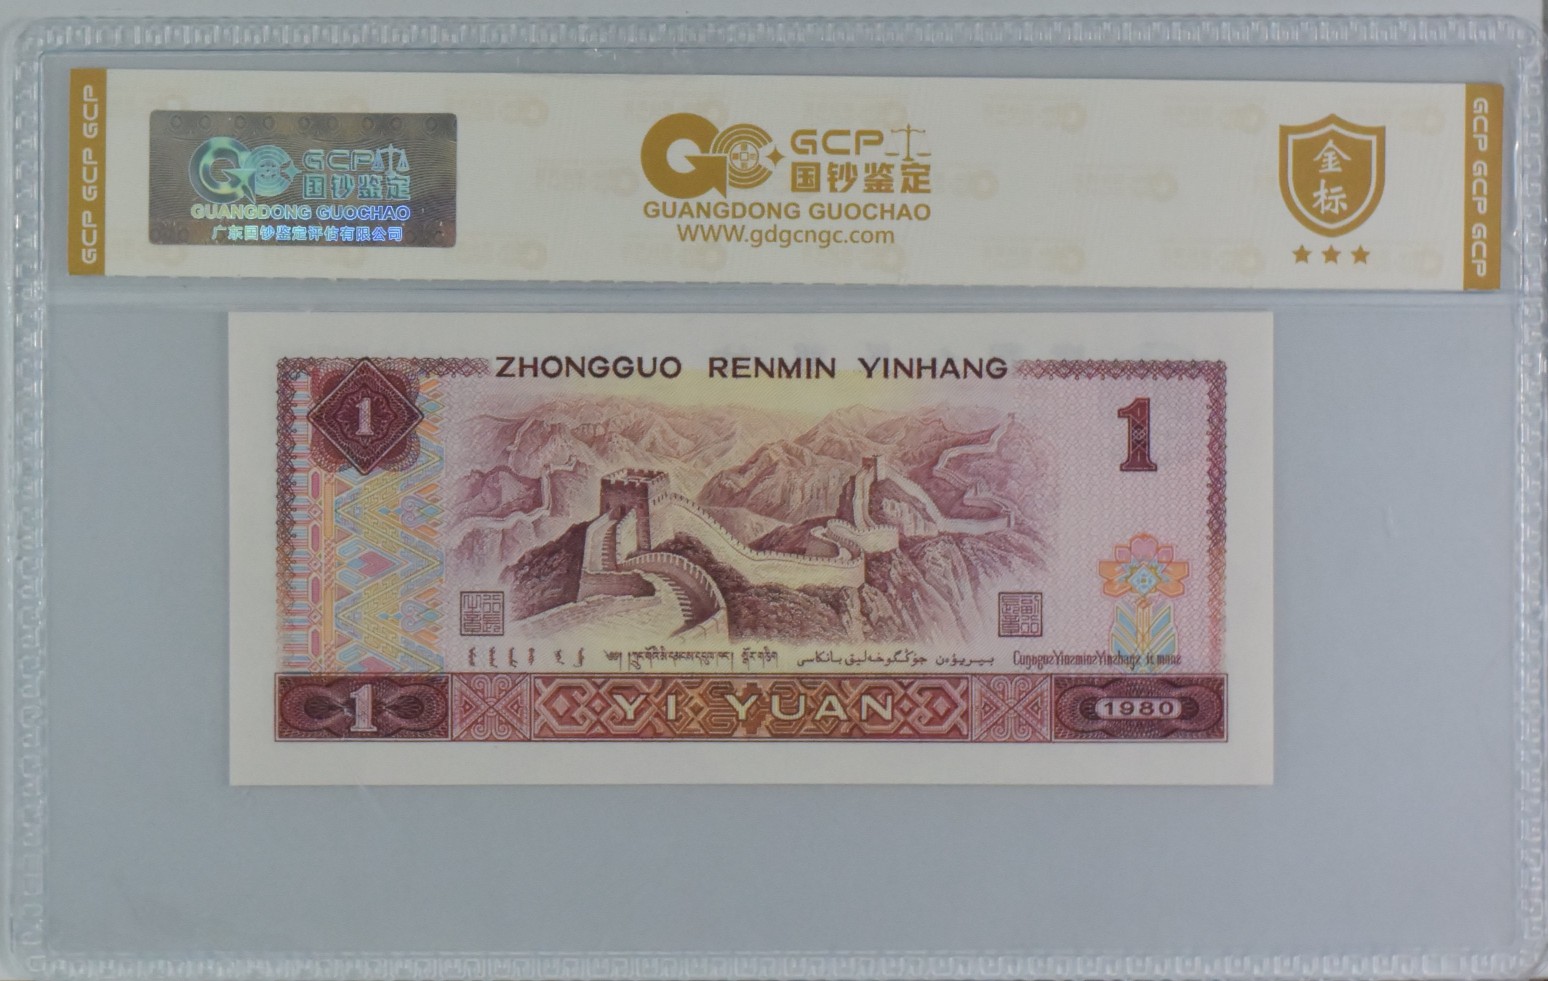 GCP GCP GCP
GCP
国钞鉴定
GUANGDONG GUOCHAO
广东国钞鉴定评估有限公司
GCP
国钞鉴定
GUANGDONG GUOCHAO
WWW.gdgcngc.com
金
标
GCP GCP GCP
ZHONGGUO RENMIN YINHANG
1
1
1
YI YUAN
1980